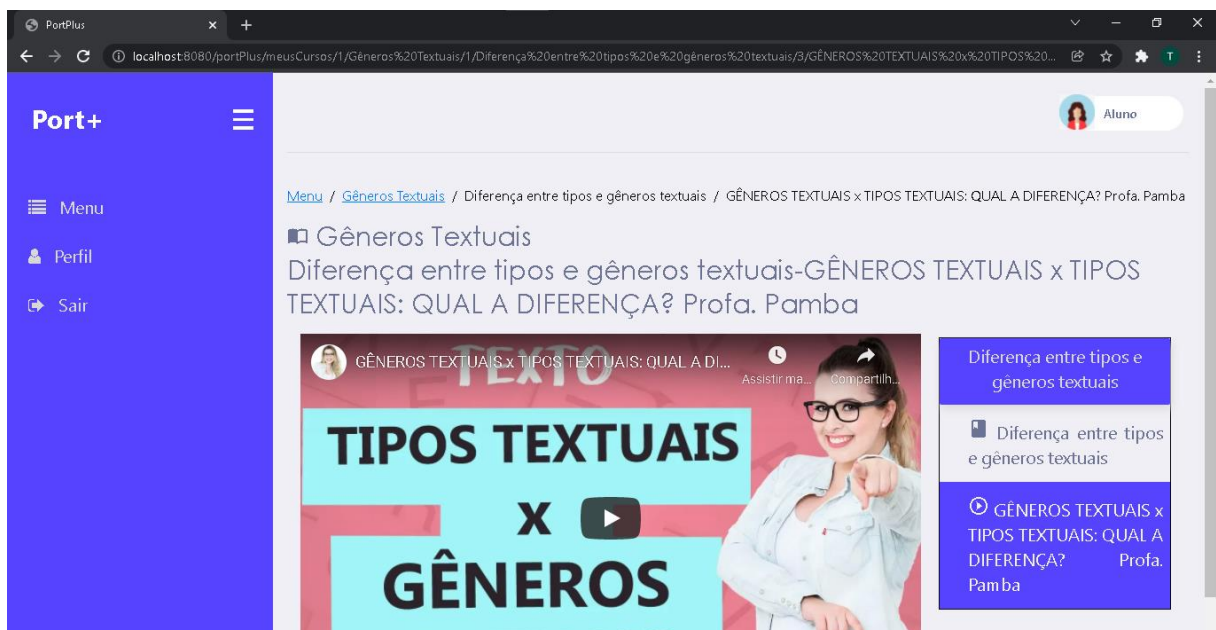 PortPlus
localhost:8080/portPlus/meusCursos/1/Gêneros%20Textuais/1/Diferença%20entre%20tipos%20e%20gêneros%20textuais/3/GÊNEROS%20TEXTUAIS%20x%20TIPOS%20...
T
Port+
Aluno
Menu
Perfil
Sair
Menu / Gêneros Textuais / Diferença entre tipos e gêneros textuais / GÊNEROS TEXTUAIS x TIPOS TEXTUAIS: QUAL A DIFERENÇA? Profa. Pamba
Gêneros Textuais
Diferença entre tipos e gêneros textuais-GÊNEROS TEXTUAIS x TIPOS
TEXTUAIS: QUAL A DIFERENÇA? Profa. Pamba
GÊNEROS TEXTUAIS x TIPOS TEXTUAIS: QUAL A DI...
Assistir ma...
Compartilh...
TEXTO
TIPOS TEXTUAIS
X
GÊNEROS
Diferença entre tipos e
gêneros textuais
Diferença entre tipos
e gêneros textuais
GÊNEROS TEXTUAIS x
TIPOS TEXTUAIS: QUAL A
DIFERENÇA? Profa.
Pamba